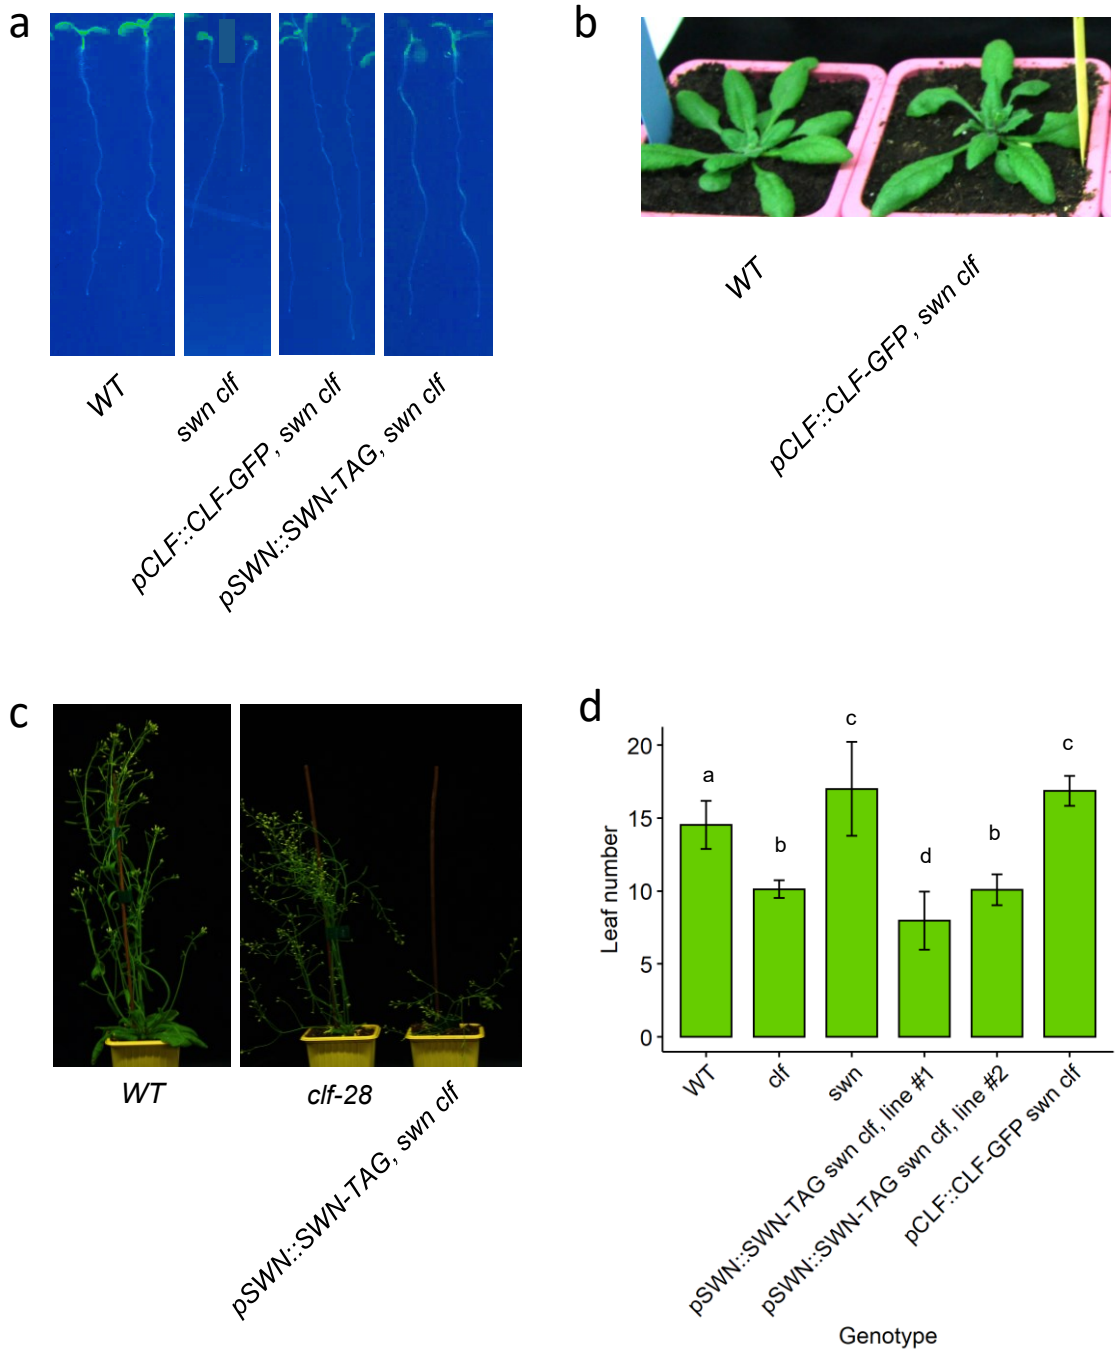 a
WT
swn clf
pCLF::CLF-GFP, swn clf
pSWN::SWN-TAG, swn clf
b
WT
pCLF::CLF-GFP, swn clf
c
WT
clf-28
pSWN::SWN-TAG, swn clf
d
Leaf number
20
15
10
5
0
a
b
c
d
b
c
WT
clf
swn
pSWN::SWN-TAG swn clf, line #1
pSWN::SWN-TAG swn clf, line #2
pCLF::CLF-GFP swn clf
Genotype